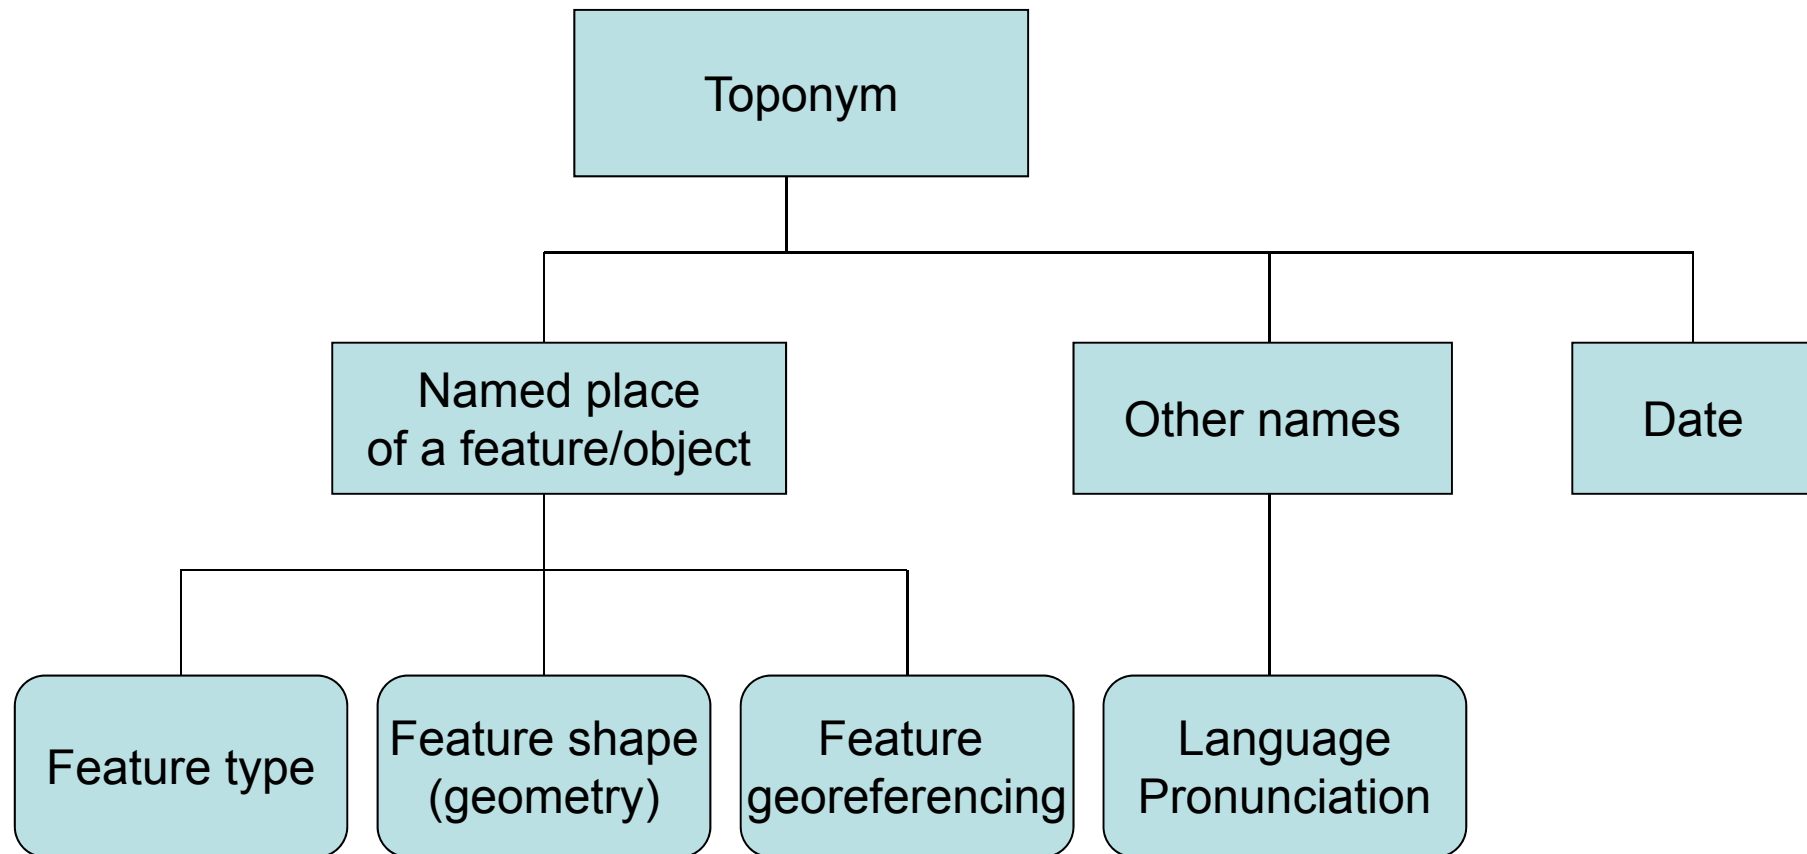 Toponym
Named place
of a feature/object
Other names
Date
Feature type
Feature shape
(geometry)
Feature
georeferencing
Language
Pronunciation